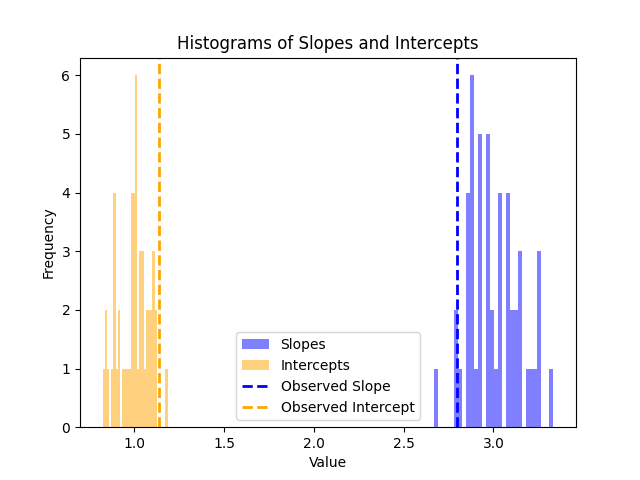 Histograms of Slopes and Intercepts
Frequency
6
5
4
3
2
1
0
Slopes
Intercepts
Observed Slope
Observed Intercept
1.0 1.5 2.0 2.5 3.0
Value